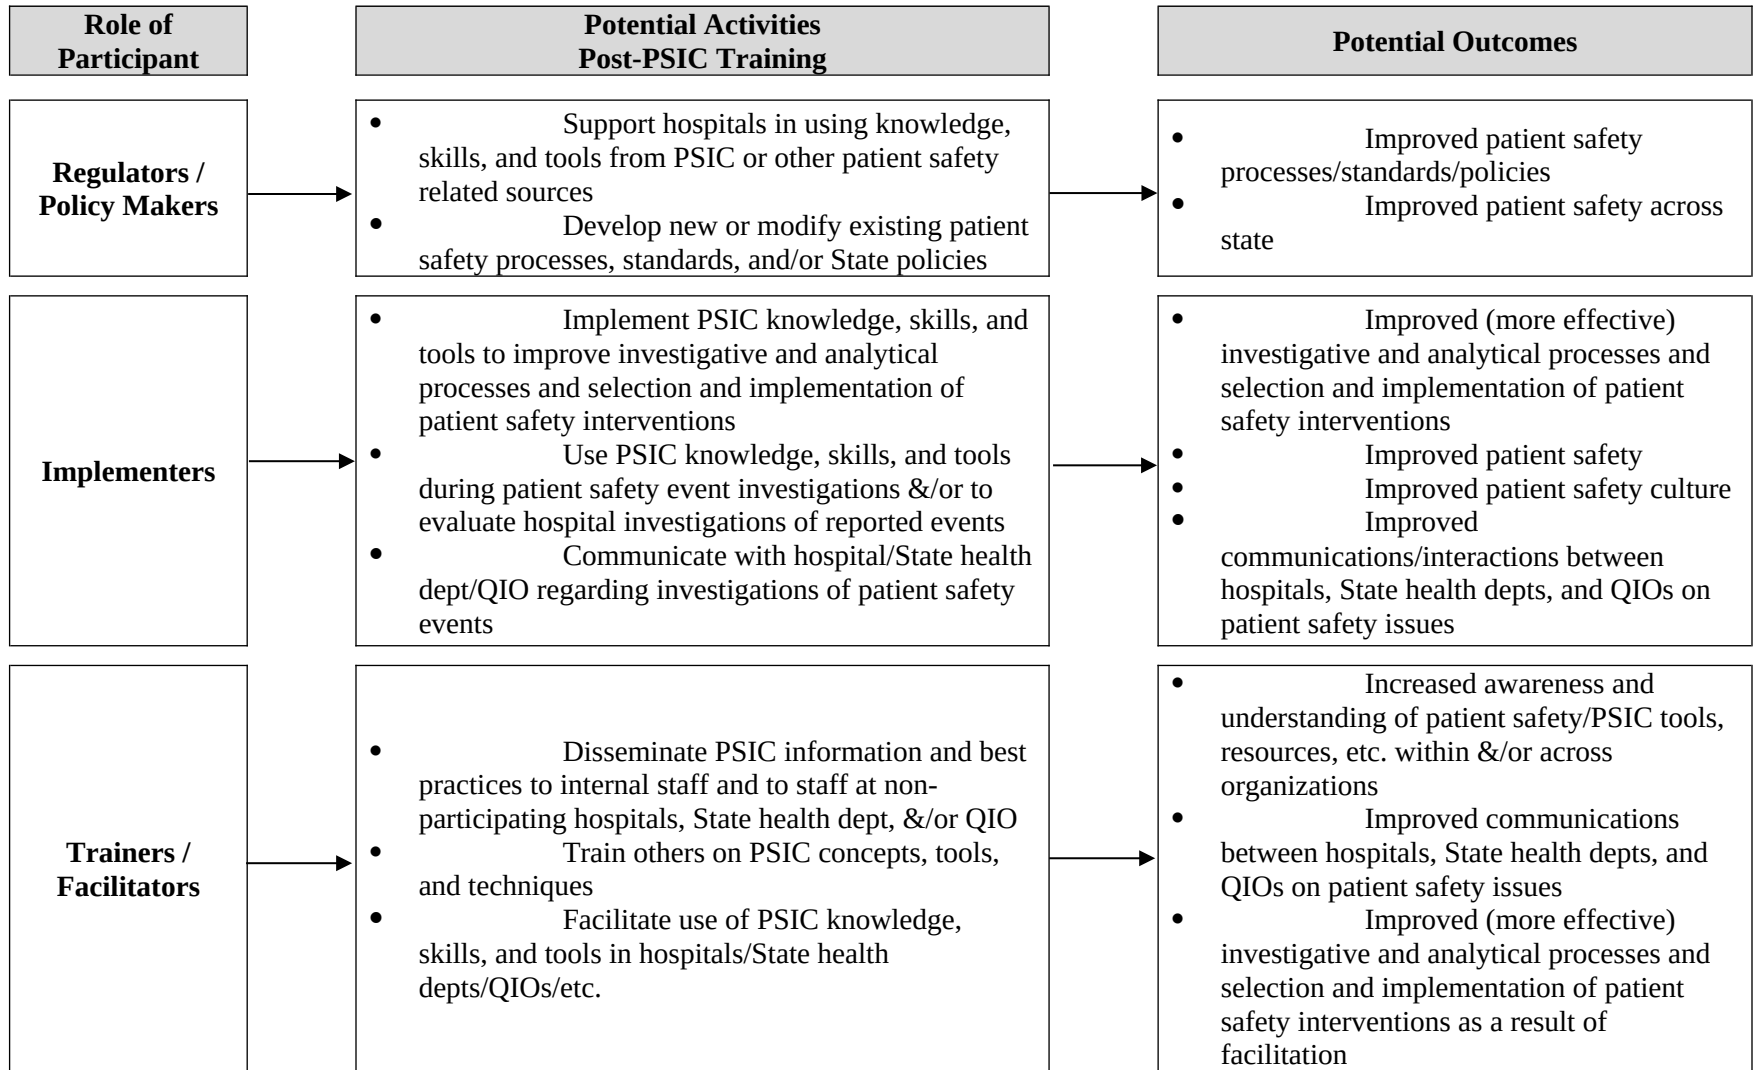 Role of
Participant
Potential Activities
Post-PSIC Training
Potential Outcomes
Regulators /
Policy Makers
• Support hospitals in using knowledge,
skills, and tools from PSIC or other patient safety
related sources
• Develop new or modify existing patient
safety processes, standards, and/or State policies
• Improved patient safety
processes/standards/policies
• Improved patient safety across
state
Implementers
• Implement PSIC knowledge, skills, and
tools to improve investigative and analytical
processes and selection and implementation of
patient safety interventions
• Use PSIC knowledge, skills, and tools
during patient safety event investigations &/or to
evaluate hospital investigations of reported events
• Communicate with hospital/State health
dept/QIO regarding investigations of patient safety
events
• Improved (more effective)
investigative and analytical processes and
selection and implementation of patient
safety interventions
• Improved patient safety
• Improved patient safety culture
• Improved
communications/interactions between
hospitals, State health depts, and QIOs on
patient safety issues
Trainers /
Facilitators
• Disseminate PSIC information and best
practices to internal staff and to staff at non-
participating hospitals, State health dept, &/or QIO
• Train others on PSIC concepts, tools,
and techniques
• Facilitate use of PSIC knowledge,
skills, and tools in hospitals/State health
depts/QIOs/etc.
• Increased awareness and
understanding of patient safety/PSIC tools,
resources, etc. within &/or across
organizations
• Improved communications
between hospitals, State health depts, and
QIOs on patient safety issues
• Improved (more effective)
investigative and analytical processes and
selection and implementation of patient
safety interventions as a result of
facilitation